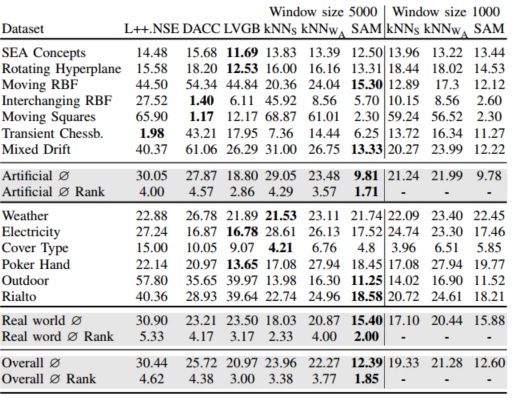 Window size 5000 Window size 1000
Dataset L++.NSE DACC LVGB kNNS kNNWA SAM kNNS kNNWA SAM
SEA Concepts 14.48 15.68 11.69 13.83 13.39 12.50 13.96 13.22 13.44
Rotating Hyperplane 15.58 18.20 12.53 16.00 16.16 13.31 18.44 18.02 14.53
Moving RBF 44.50 54.34 44.84 20.36 24.04 15.30 12.89 17.3 12.12
Interchanging RBF 27.52 1.40 6.11 45.92 8.56 5.70 10.15 8.56 2.60
Moving Squares 65.90 1.17 12.17 68.87 61.01 2.30 59.24 56.52 2.30
Transient Chessb. 1.98 43.21 17.95 7.36 14.44 6.25 13.72 16.34 11.27
Mixed Drift 40.37 61.06 26.29 31.00 26.75 13.33 20.27 23.99 12.22
Artificial ∅ 30.05 27.87 18.80 29.05 23.48 9.81 21.24 21.99 9.78
Artificial ∅ Rank 4.00 4.57 2.86 4.29 3.57 1.71 - - -
Weather 22.88 26.78 21.89 21.53 23.11 21.74 22.09 23.40 22.45
Electricity 27.24 16.87 16.78 28.61 26.13 17.52 24.74 23.30 17.46
Cover Type 15.00 10.05 9.07 4.21 6.76 4.8 3.96 6.51 5.85
Poker Hand 22.14 20.97 13.65 17.08 27.94 18.45 17.08 27.94 19.77
Outdoor 57.80 35.65 39.97 13.98 16.30 11.25 14.02 16.90 11.52
Rialto 40.36 28.93 39.64 22.74 24.96 18.58 20.72 24.61 18.21
Real world ∅ 30.90 23.21 23.50 18.03 20.87 15.40 17.10 20.44 15.88
Real word ∅ Rank 5.33 4.17 3.17 2.33 4.00 2.00 - - -
Overall ∅ 30.44 25.72 20.97 23.96 22.27 12.39 19.33 21.28 12.60
Overall ∅ Rank 4.62 4.38 3.00 3.38 3.77 1.85 - - -